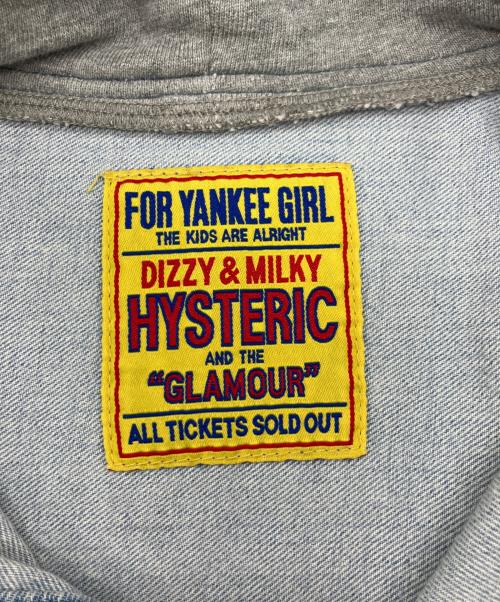 FOR YANKEE GIRL
THE KIDS ARE ALRIGHT
DIZZY & MILKY
HYSTERIC
AND THE
"GLAMOUR"
ALL TICKETS SOLD OUT